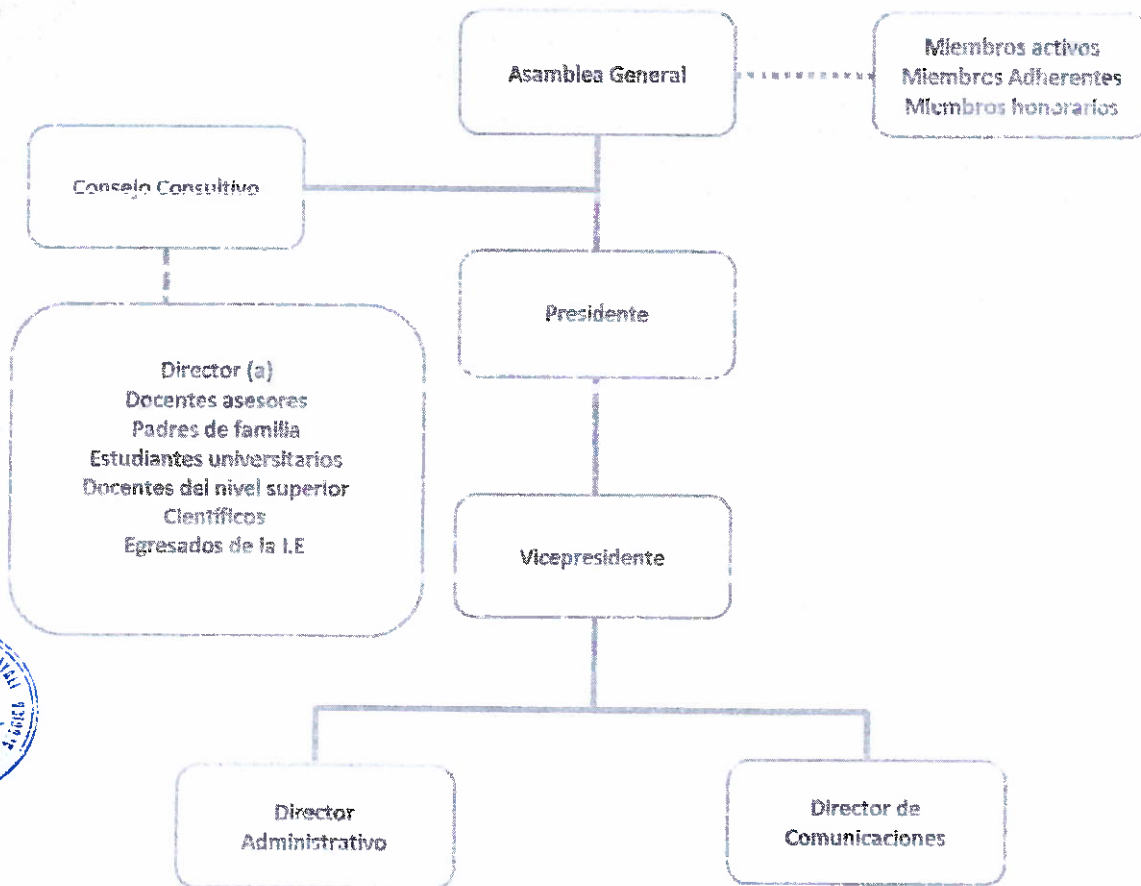 Asamblea General
Miembros activos
Miembros Adherentes
Miembros honorarios
Consejo Consultivo
Presidente
Director (a)
Docentes asesores
Padres de familia
Estudiantes universitarios
Docentes del nivel superior
Científicos
Egresados de la I.E
Vicepresidente
Director
Administrativo
Director de
Comunicaciones